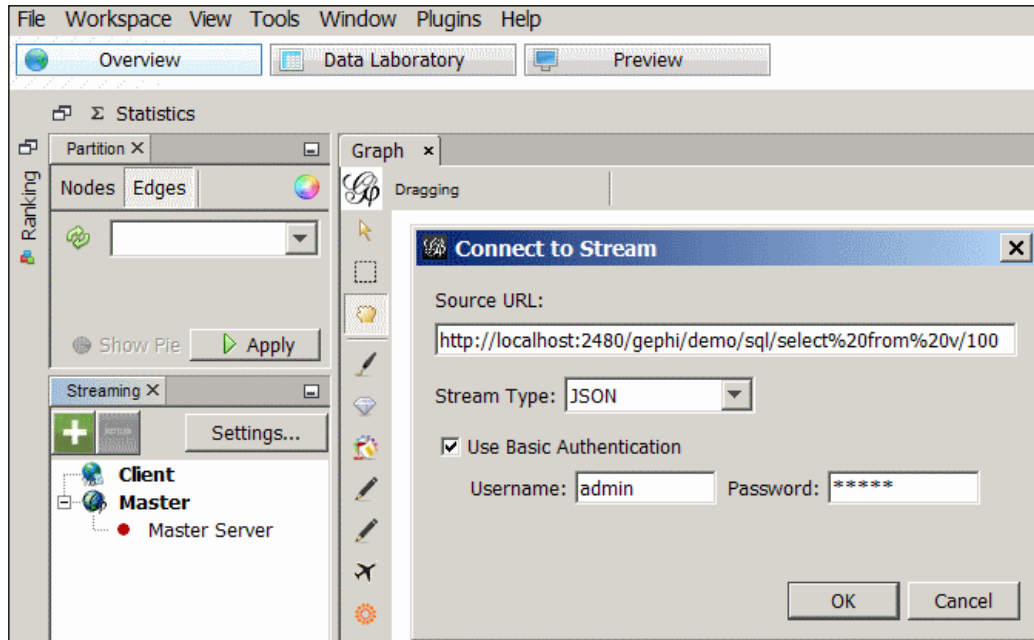 File Workspace View Tools Window Plugins Help
Overview Data Laboratory Preview
Σ Statistics
Ranking
Partition
Nodes Edges
Show Pie Apply
Streaming
Settings...
Client
Master
Master Server
Graph
Dragging
Connect to Stream
Source URL:
http://localhost:2480/gephi/demo/sql/select%20from%20v/100
Stream Type: JSON
Use Basic Authentication
Username: admin Password: *****
OK Cancel